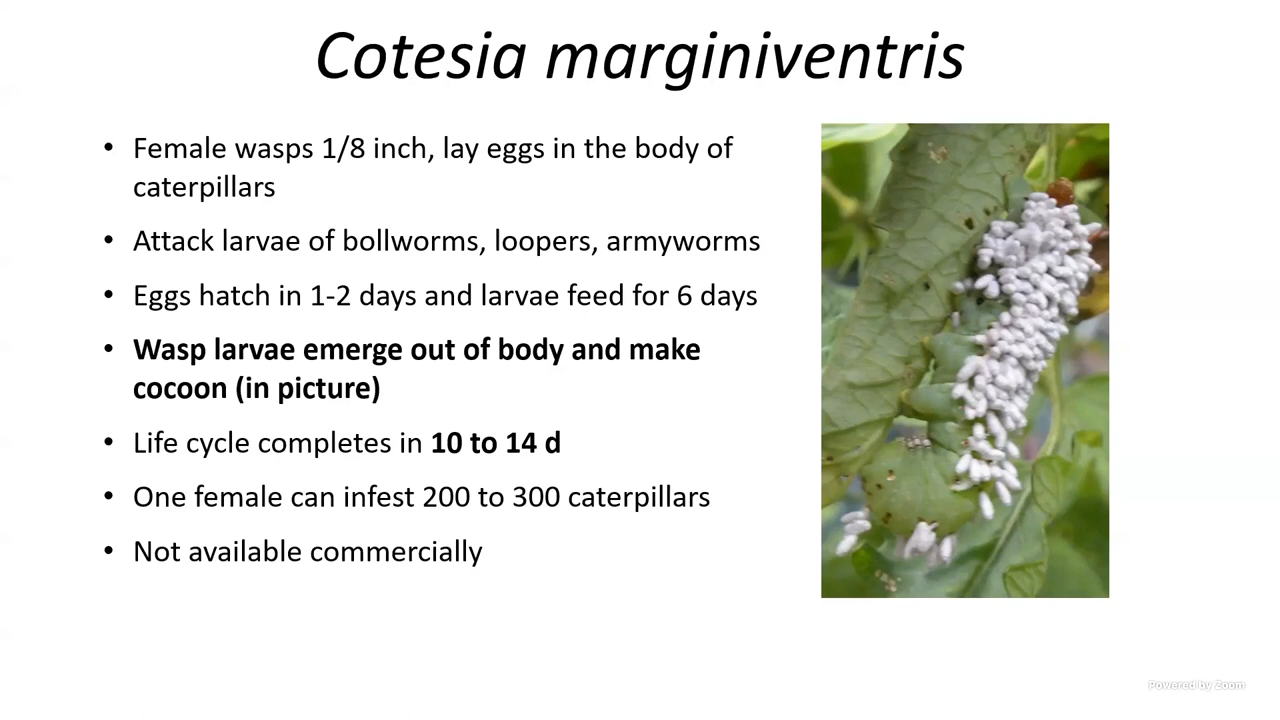 Cotesia marginiventris
• Female wasps 1/8 inch, lay eggs in the body of
caterpillars
• Attack larvae of bollworms, loopers, armyworms
• Eggs hatch in 1-2 days and larvae feed for 6 days
• Wasp larvae emerge out of body and make
cocoon (in picture)
• Life cycle completes in 10 to 14 d
• One female can infest 200 to 300 caterpillars
• Not available commercially
Powered by Zoom